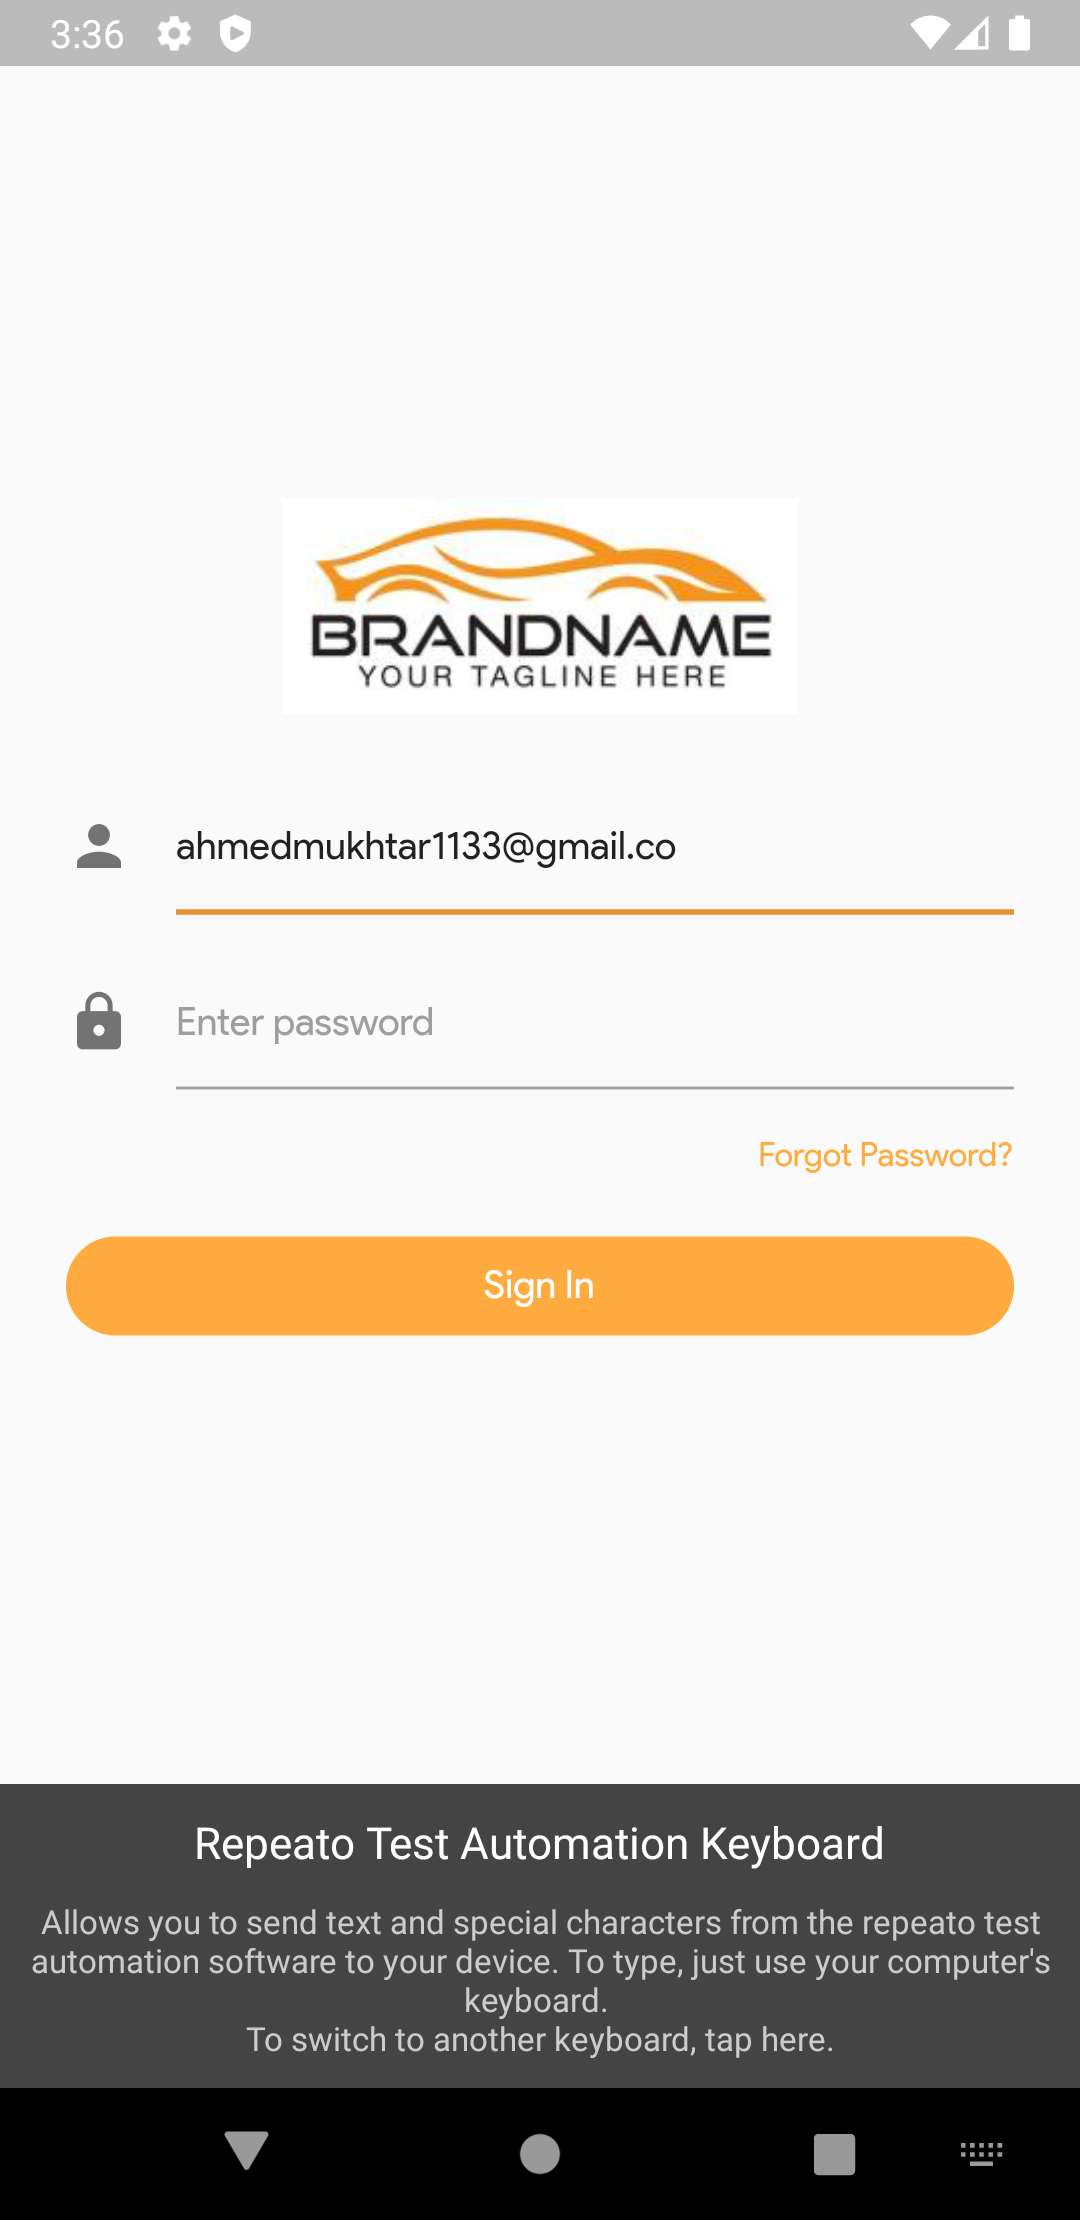 3:36
BRANDNAME
YOUR TAGLINE HERE
ahmedmukhtar1133@gmail.co
Enter password
Forgot Password?
Sign In
Repeato Test Automation Keyboard
Allows you to send text and special characters from the repeato test
automation software to your device. To type, just use your computer's
keyboard.
To switch to another keyboard, tap here.